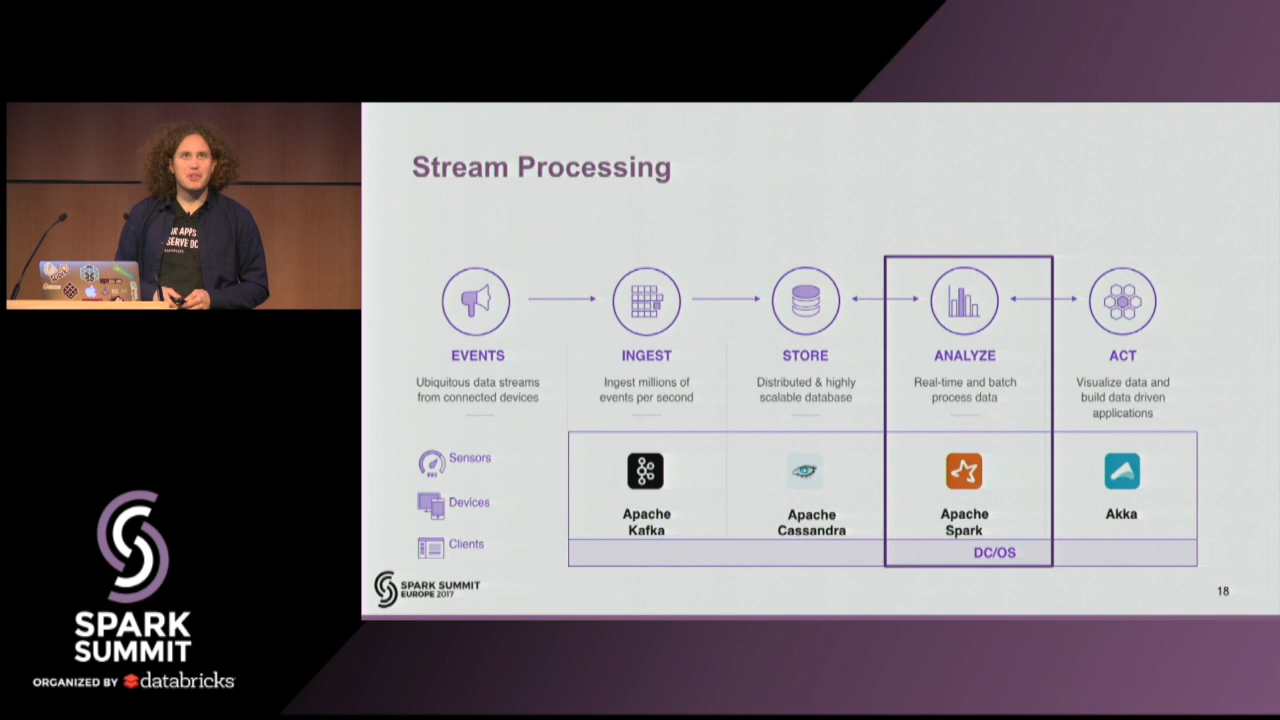 Stream Processing
EVENTS
Ubiquitous data streams
from connected devices
INGEST
Ingest millions of
events per second
STORE
Distributed & highly
scalable database
ANALYZE
Real-time and batch
process data
ACT
Visualize data and
build data driven
applications
Sensors
Devices
Clients
Apache
Kafka
Apache
Cassandra
Apache
Spark
Akka
DC/OS
SPARK SUMMIT
EUROPE 2017
18
SPARK
SUMMIT
ORGANIZED BY databricks